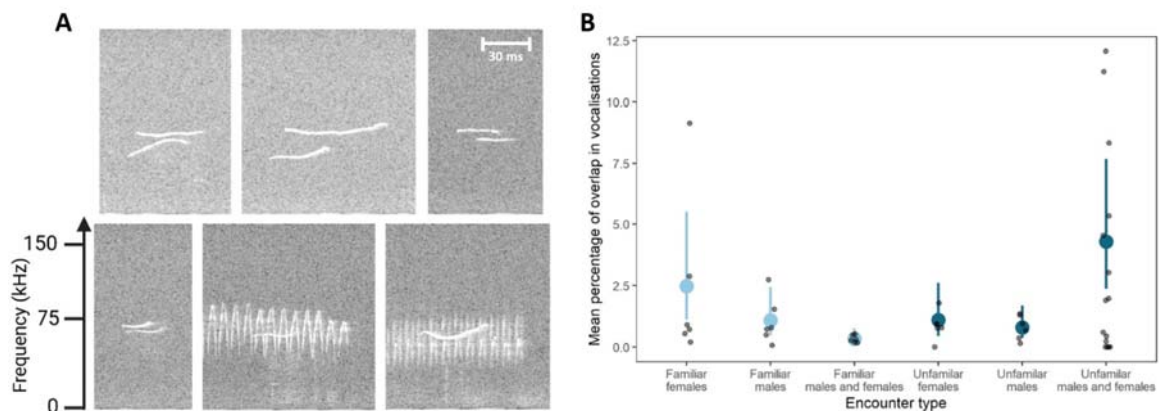 A
30 ms
Frequency (kHz)
150
75
0
B
Mean percentage of overlap in vocalisations
12.5
10.0
7.5
5.0
2.5
0.0
Familiar
females
Familiar
males
Familiar
males and females
Unfamiliar
females
Unfamiliar
males
Unfamiliar
males and females
Encounter type